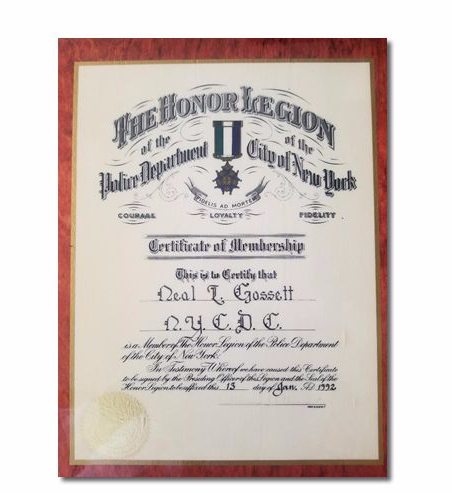 The Honor Legion
of the of the
Police Department City of New York
FIDELIS AD MORTEM
COURAGE LOYALTY FIDELITY
Certificate of Membership
This is to Certify that
Neal L. Gossett
N.Y.C.D.C.
is a Member of The Honor Legion of the Police Department
of the City of New York.
In Testimony Whereof we have caused this Certificate
to be signed by the Presiding Officer of this Legion and the Seal of the
Honor Legion to be affixed this 13 day of Jan. AD 1992